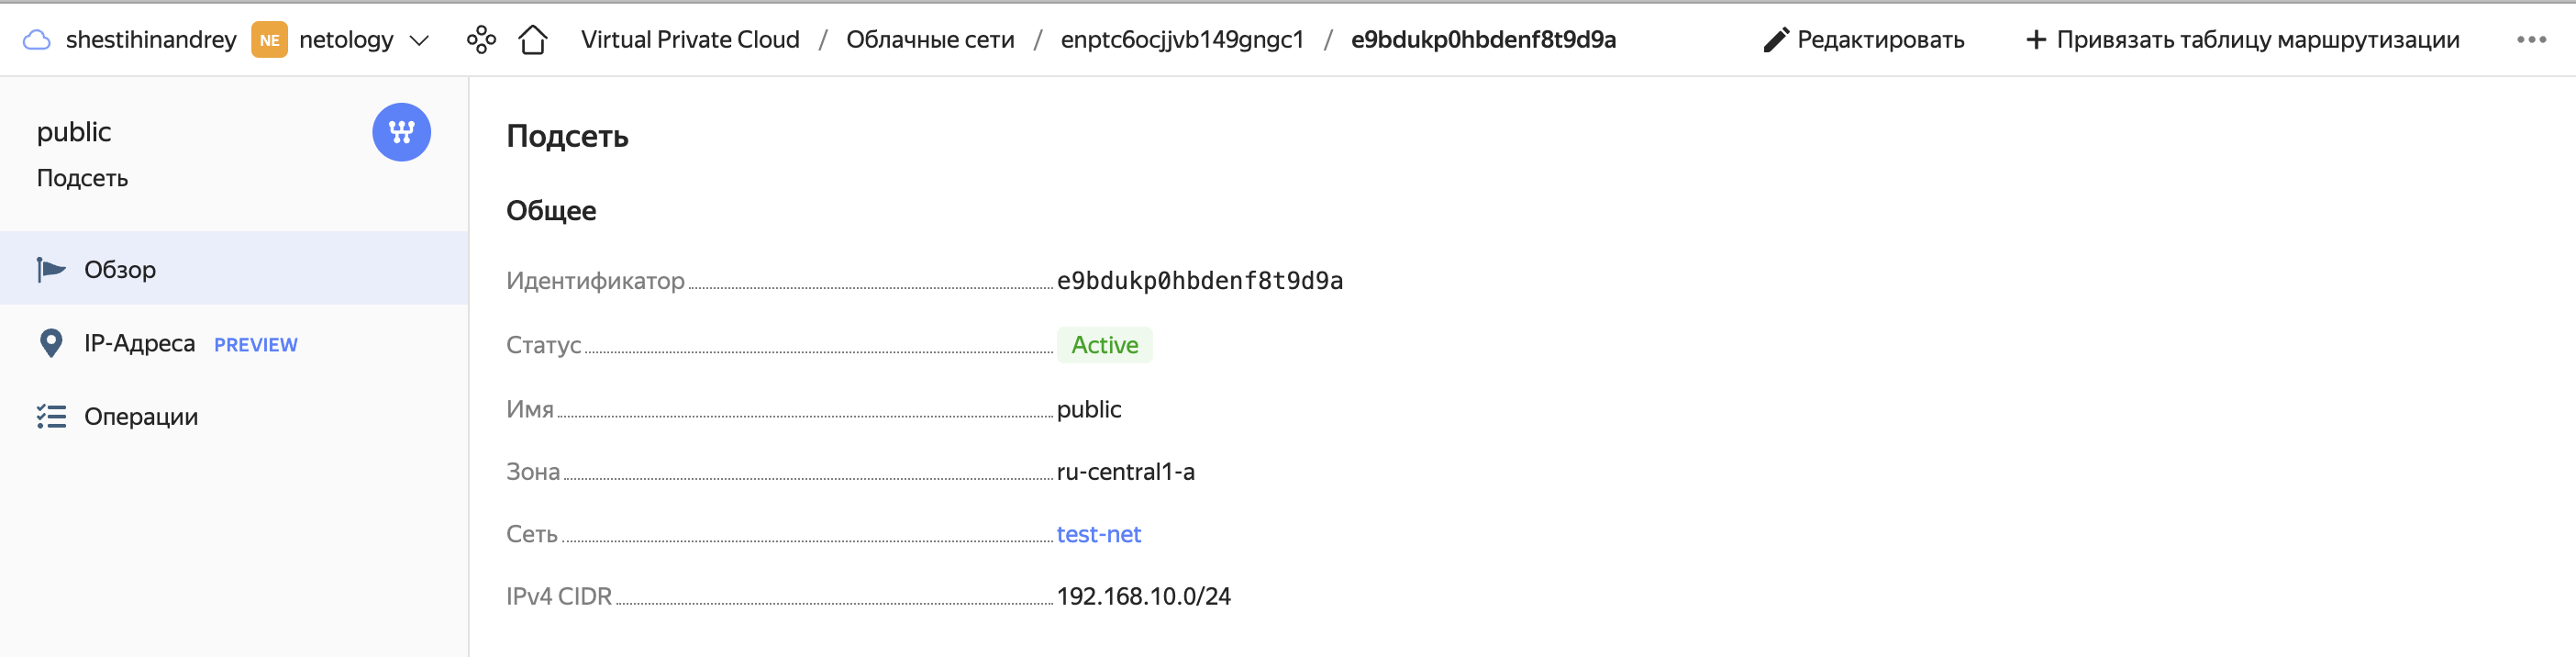 shestihinandrey NE netology Virtual Private Cloud / Облачные сети / enptc6ocjjvb149gngc1 / e9bdukp0hbdenf8t9d9a Редактировать + Привязать таблицу маршрутизации
public
Подсеть
Обзор
IP-Адреса PREVIEW
Операции
Подсеть
Общее
Идентификатор e9bdukp0hbdenf8t9d9a
Статус Active
Имя public
Зона ru-central1-a
Сеть test-net
IPv4 CIDR 192.168.10.0/24